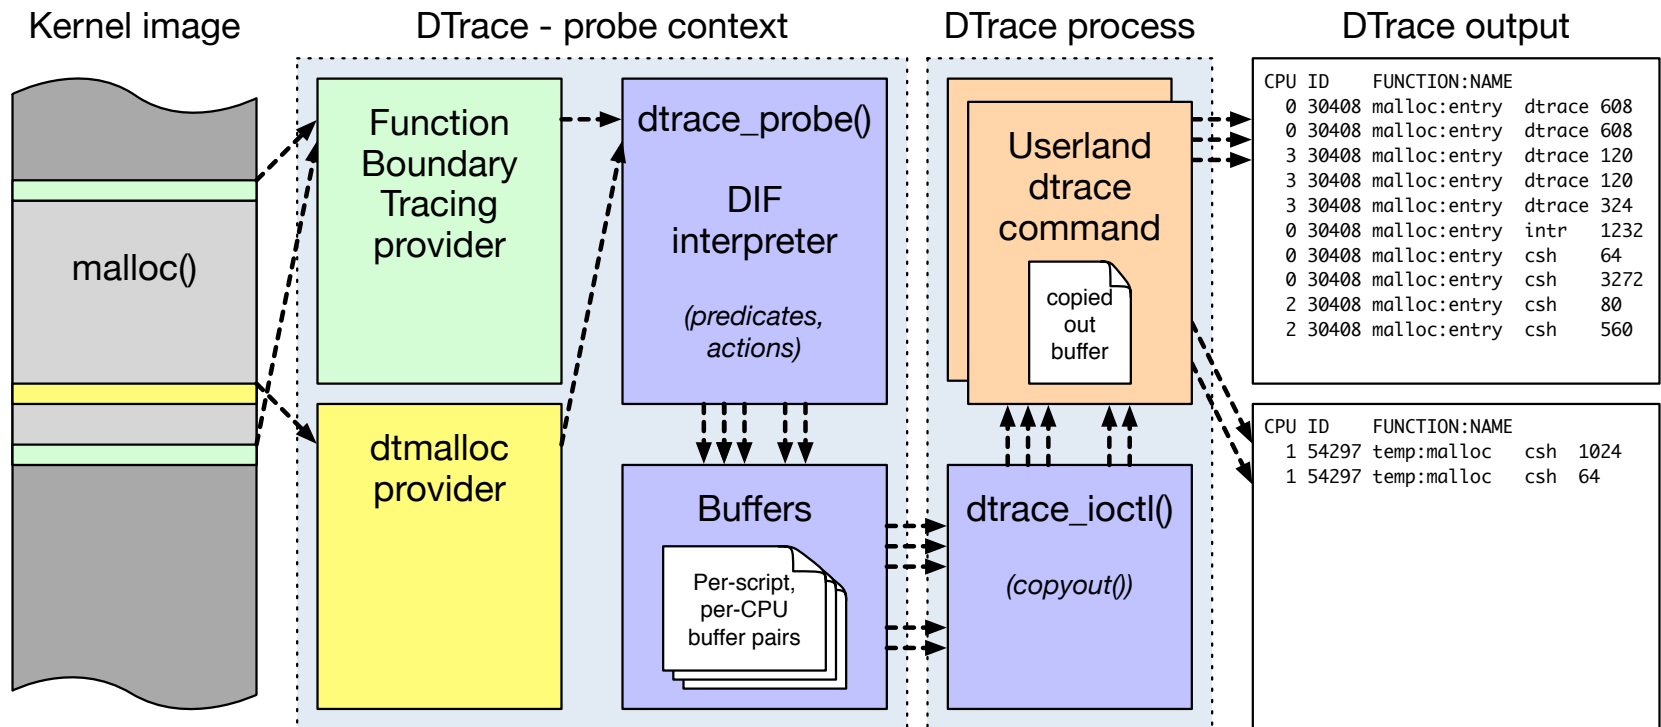 Kernel image
DTrace - probe context
DTrace process
DTrace output
malloc()
Function
Boundary
Tracing
provider
dtmalloc
provider
dtrace_probe()
DIF
interpreter
(predicates,
actions)
Buffers
Per-script,
per-CPU
buffer pairs
Userland
dtrace
command
copied
out
buffer
dtrace_ioctl()
(copyout())
CPU ID    FUNCTION:NAME
0 30408 malloc:entry  dtrace 608
0 30408 malloc:entry  dtrace 608
3 30408 malloc:entry  dtrace 120
3 30408 malloc:entry  dtrace 120
3 30408 malloc:entry  dtrace 324
0 30408 malloc:entry  intr   1232
0 30408 malloc:entry  csh    64
0 30408 malloc:entry  csh    3272
2 30408 malloc:entry  csh    80
2 30408 malloc:entry  csh    560
CPU ID    FUNCTION:NAME
1 54297 temp:malloc   csh  1024
1 54297 temp:malloc   csh  64